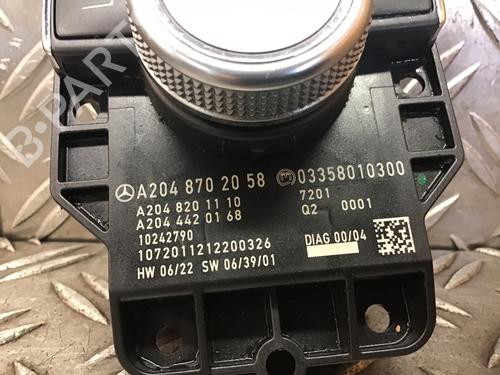 B-PARTS
A204 870 20 58 03358010300
A204 820 11 10 7201
A204 442 01 68 Q2 0001
10242790
1072011212200326 DIAG 00/04
HW 06/22 SW 06/39/01